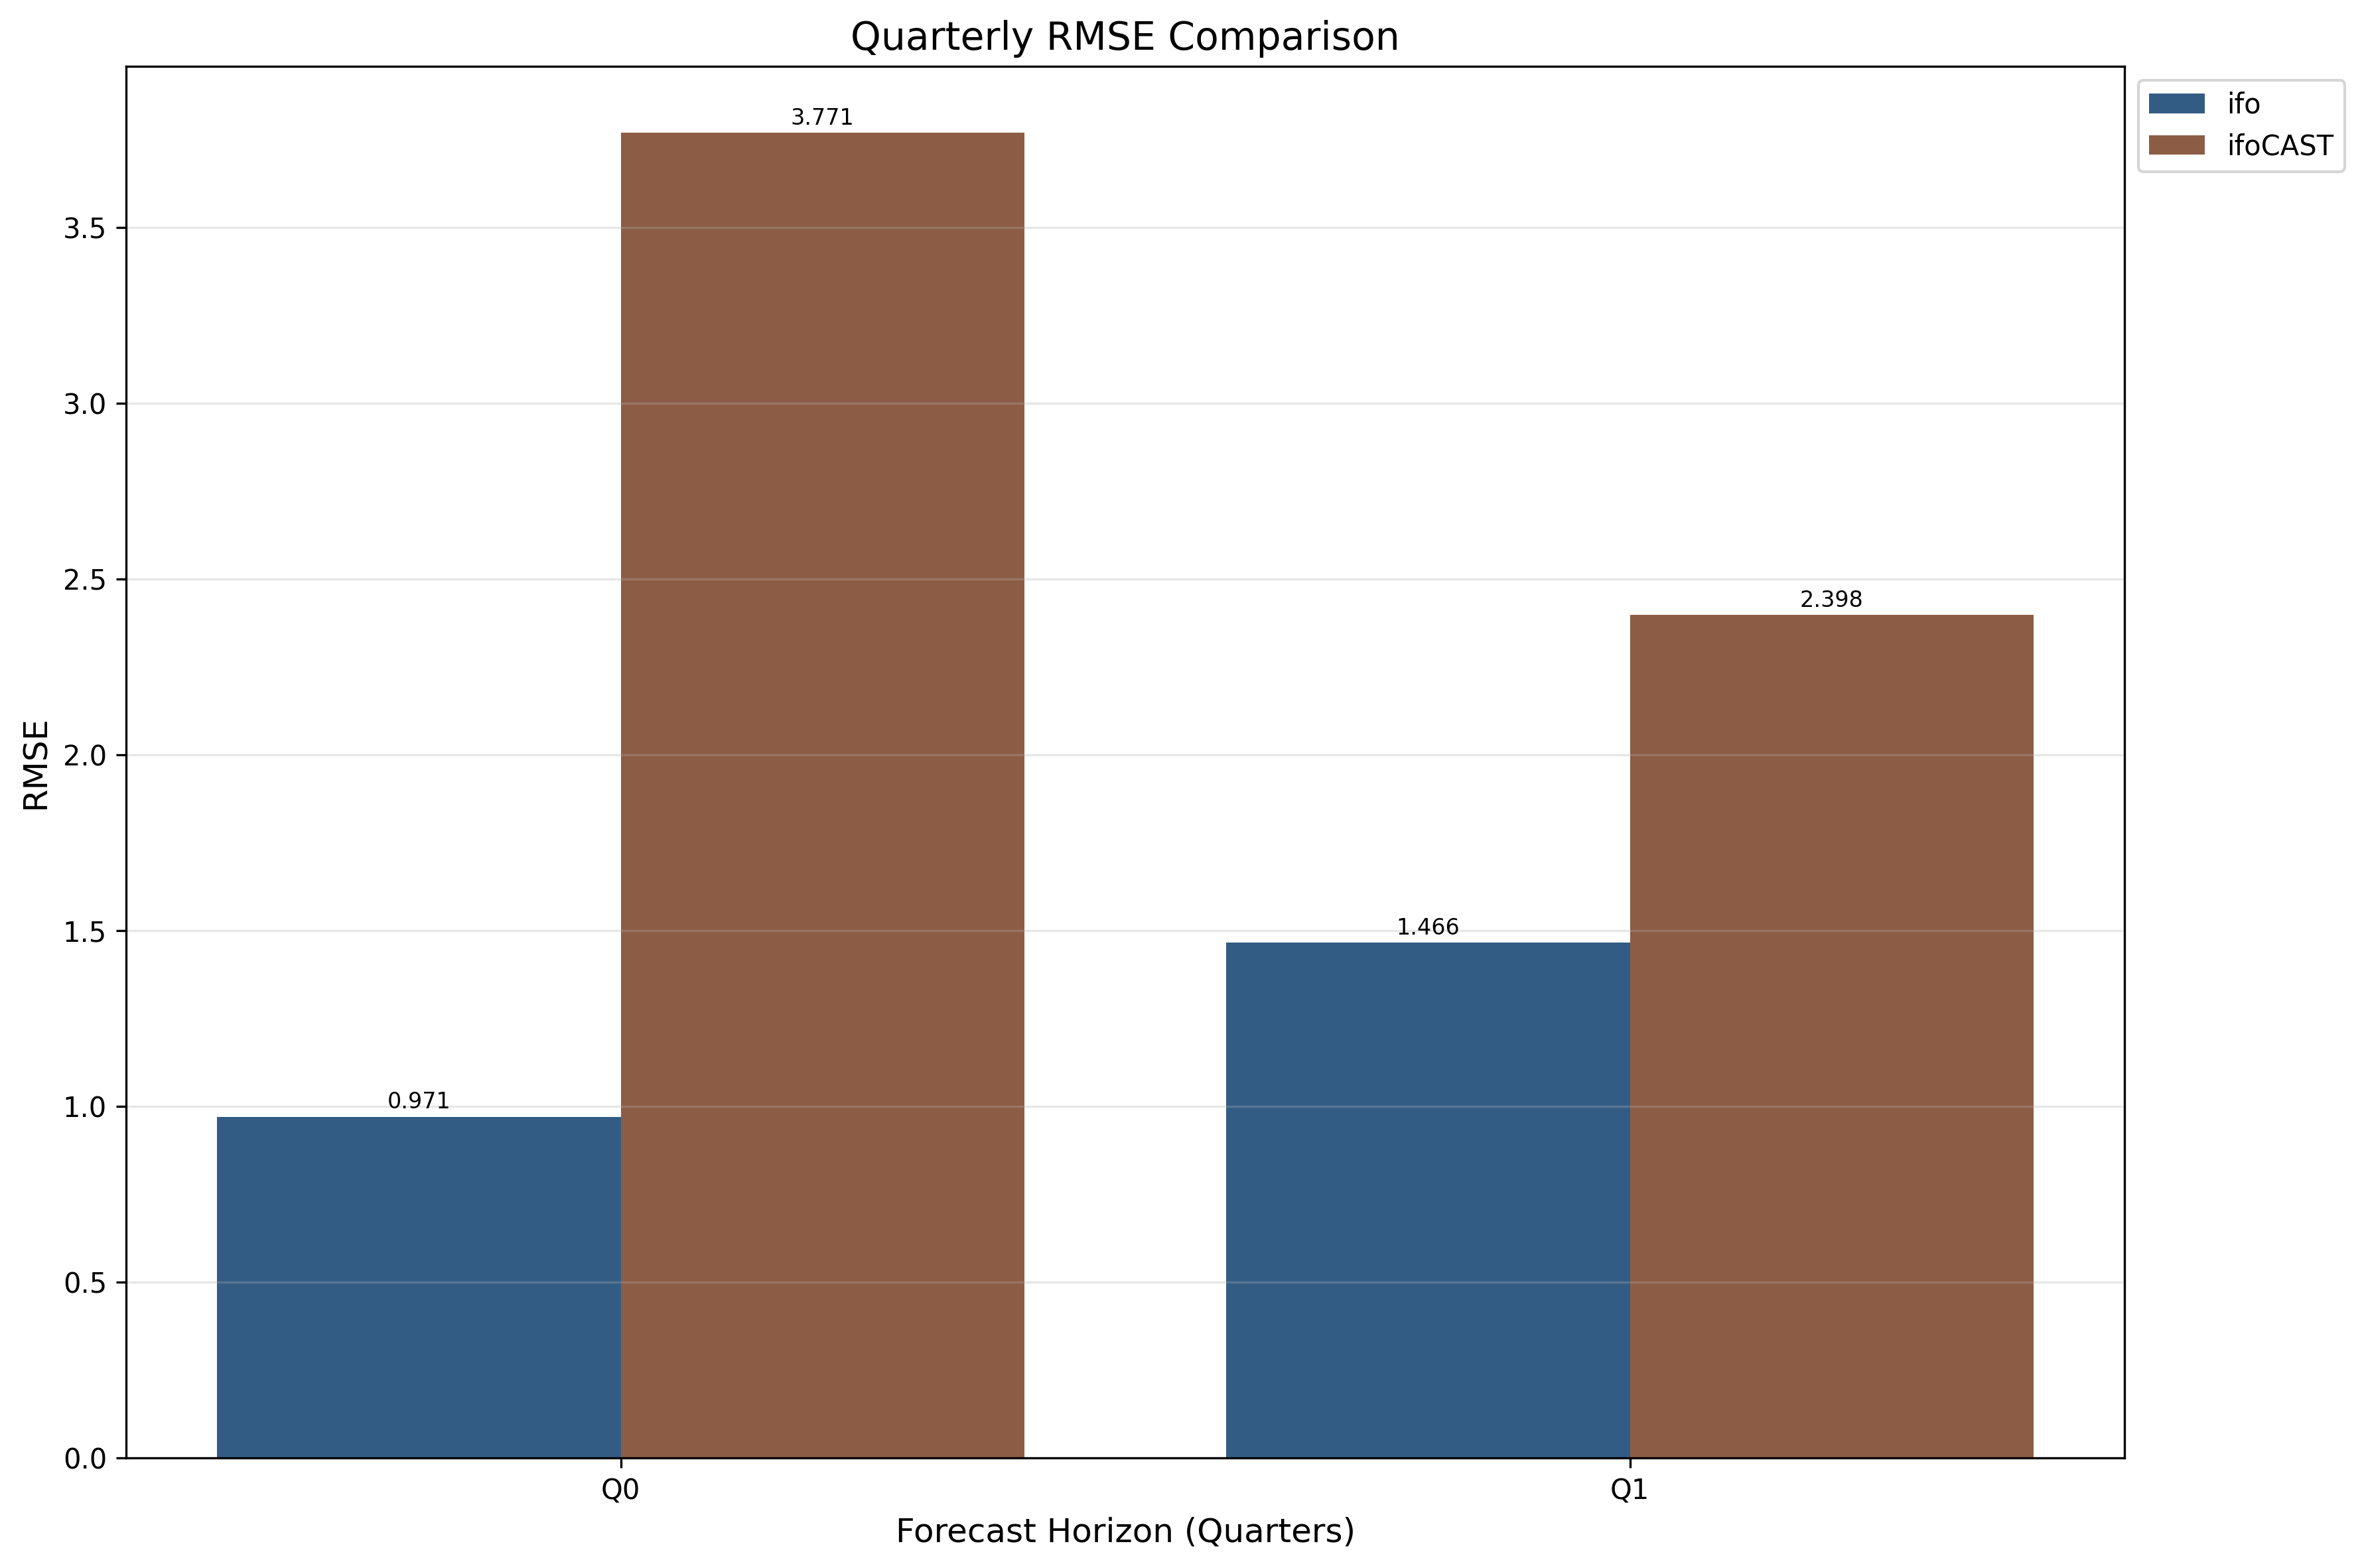 Quarterly RMSE Comparison
ifo
ifoCAST
3.771
2.398
1.466
0.971
3.5
3.0
2.5
2.0
1.5
1.0
0.5
0.0
RMSE
Q0 Q1
Forecast Horizon (Quarters)